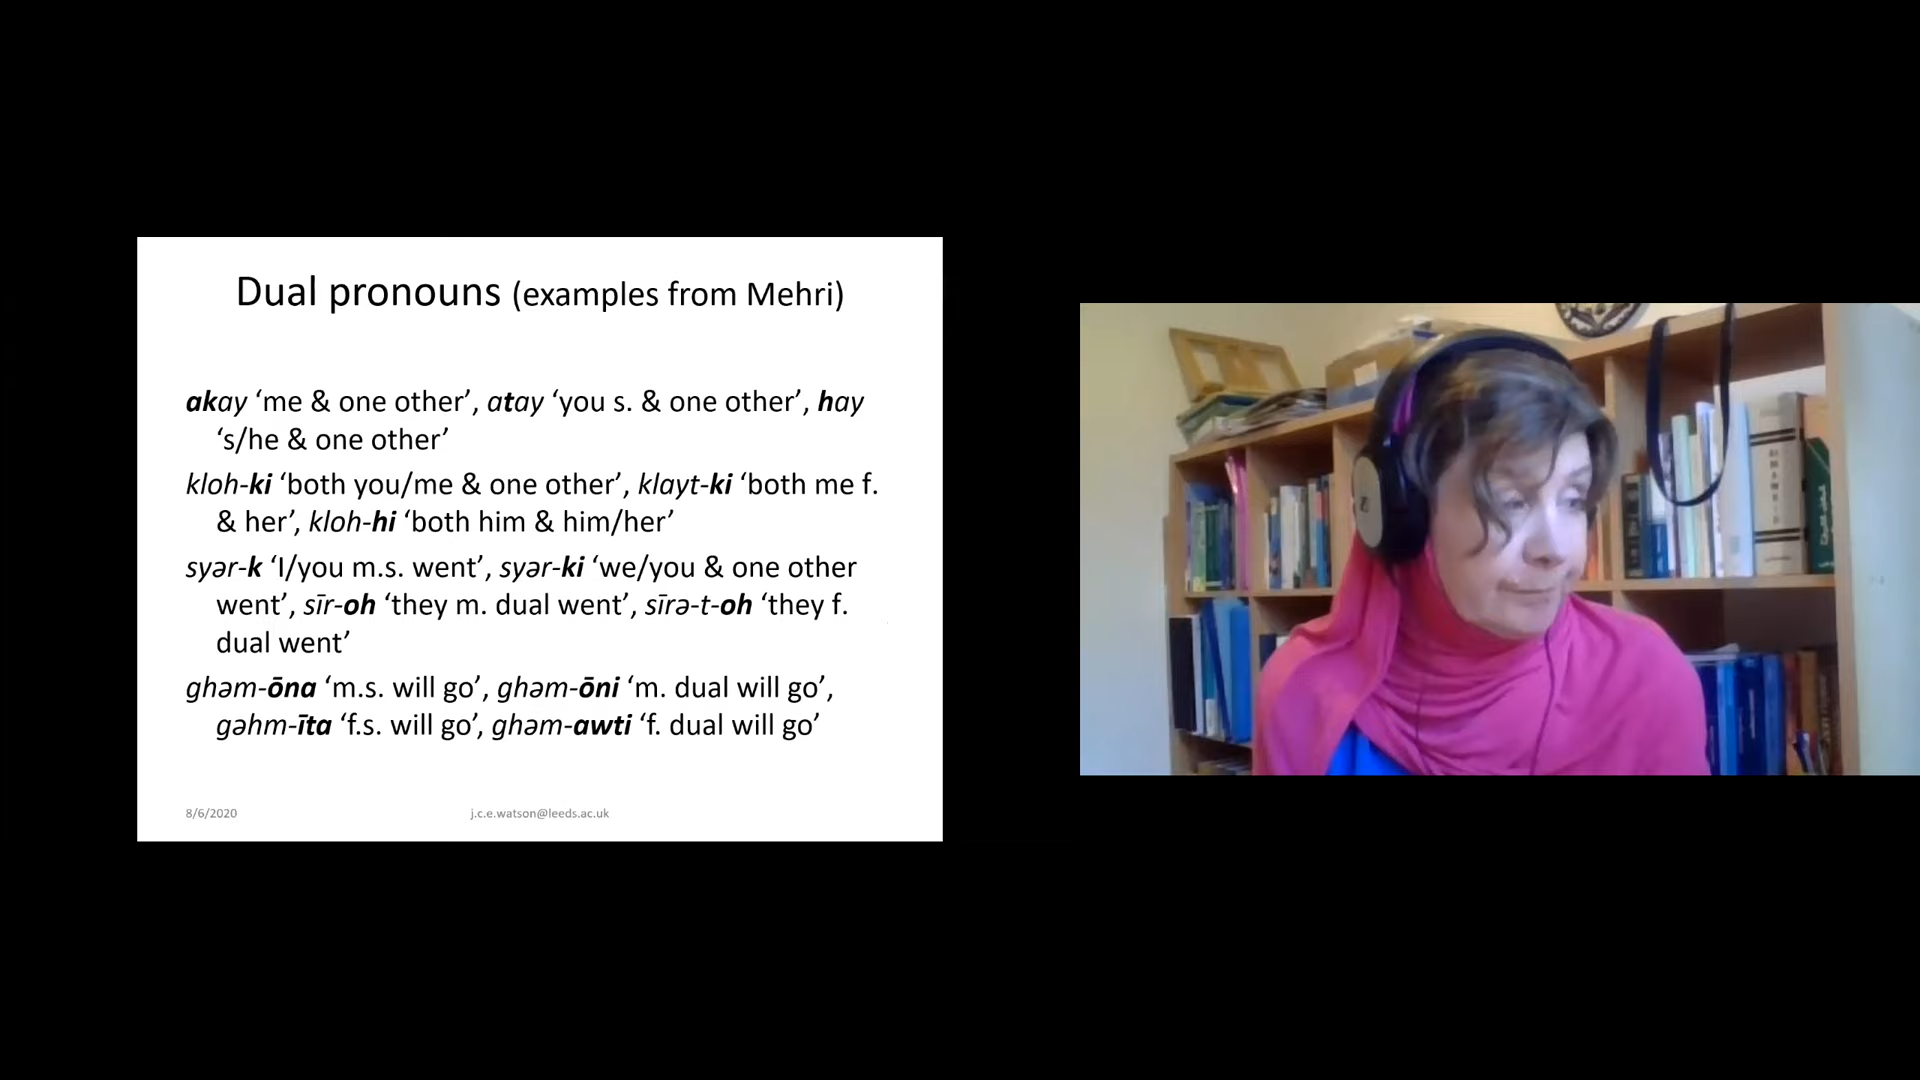 Dual pronouns (examples from Mehri)
akay ‘me & one other’, atay ‘you s. & one other’, hay
‘s/he & one other’
kloh-ki ‘both you/me & one other’, klayt-ki ‘both me f.
& her’, kloh-hi ‘both him & him/her’
syər-k ‘I/you m.s. went’, syər-ki ‘we/you & one other
went’, sīr-oh ‘they m. dual went’, sīrə-t-oh ‘they f.
dual went’
ghəm-ōna ‘m.s. will go’, ghəm-ōni ‘m. dual will go’,
gəhm-īta ‘f.s. will go’, ghəm-awti ‘f. dual will go’
8/6/2020
j.c.e.watson@leeds.ac.uk